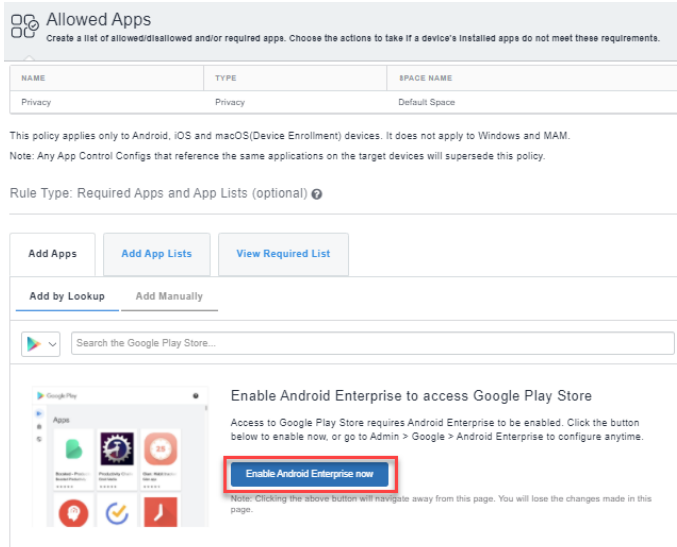 Allowed Apps
Create a list of allowed/disallowed and/or required apps. Choose the actions to take if a device's installed apps do not meet these requirements.
NAME TYPE SPACE NAME
Privacy Privacy Default Space
This policy applies only to Android, iOS and macOS(Device Enrollment) devices. It does not apply to Windows and MAM.
Note: Any App Control Configs that reference the same applications on the target devices will supersede this policy.
Rule Type: Required Apps and App Lists (optional) ?
Add Apps Add App Lists View Required List
Add by Lookup Add Manually
Search the Google Play Store...
Google Play
Apps
Enable Android Enterprise to access Google Play Store
Access to Google Play Store requires Android Enterprise to be enabled. Click the button
below to enable now, or go to Admin > Google > Android Enterprise to configure anytime.
Enable Android Enterprise now
Note: Clicking the above button will navigate away from this page. You will lose the changes made in this
page.